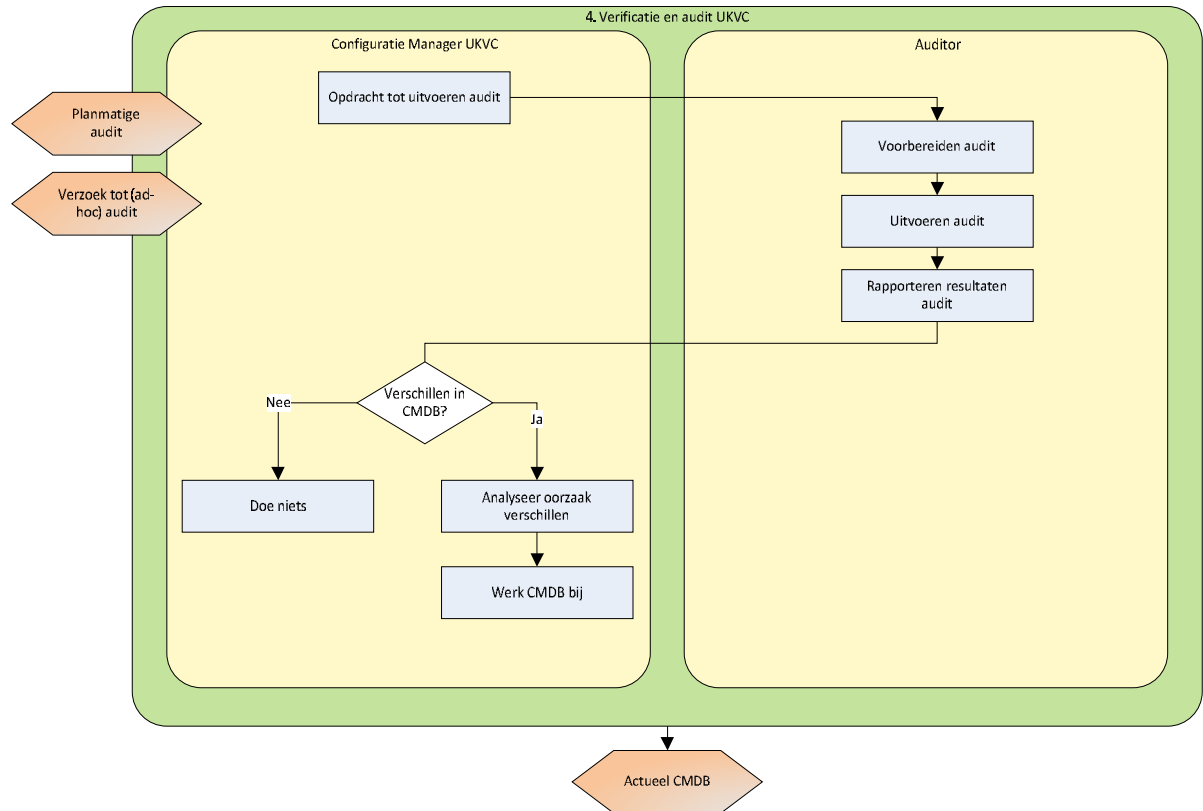 4. Verificatie en audit UKVC
Configuratie Manager UKVC
Auditor
Planmatige
audit
Verzoek tot (ad-
hoc) audit
Opdracht tot uitvoeren audit
Voorbereiden audit
Uitvoeren audit
Rapporteren resultaten
audit
Verschillen in
CMDB?
Nee
Ja
Doe niets
Analyseer oorzaak
verschillen
Werk CMDB bij
Actueel CMDB